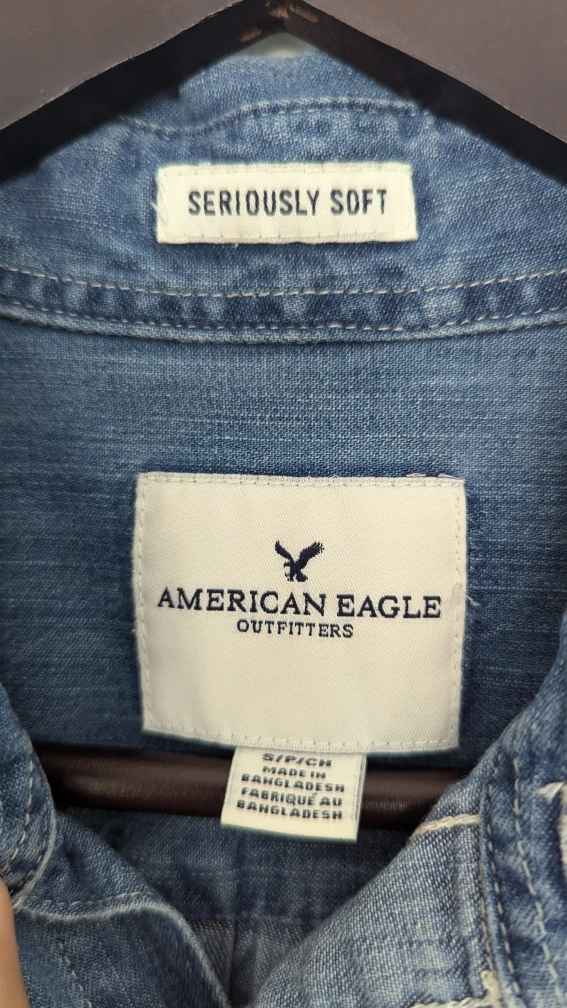 SERIOUSLY SOFT
AMERICAN EAGLE
OUTFITTERS
S/P/CH
MADE IN
BANGLADESH
FABRIQUÉ AU
BANGLADESH